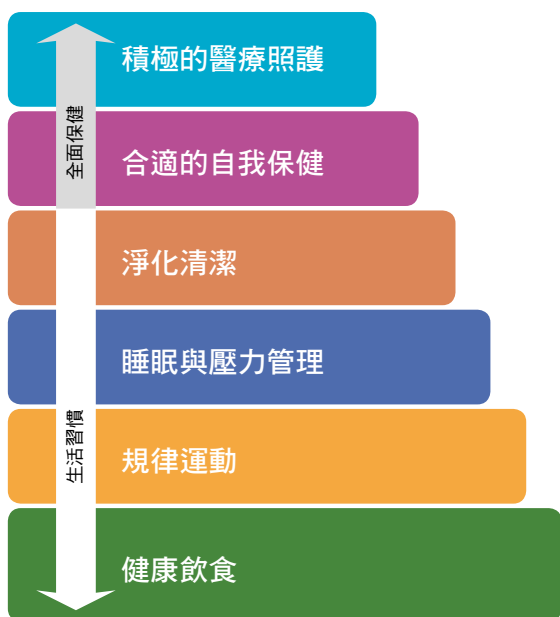 積極的醫療照護
全面保健
合適的自我保健
淨化清潔
睡眠與壓力管理
生活習慣
規律運動
健康飲食